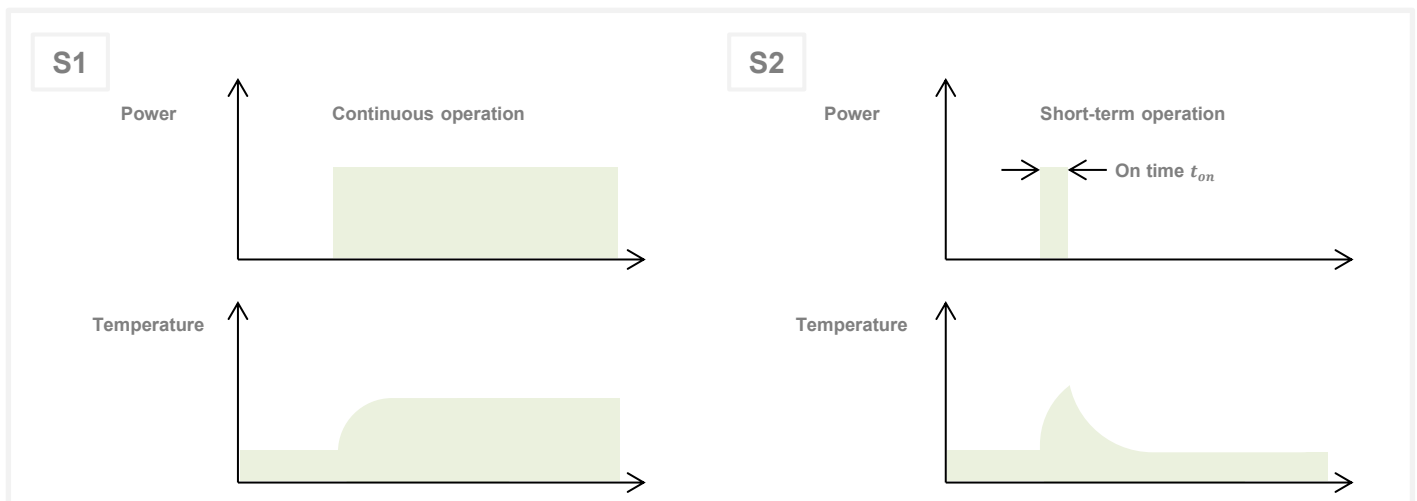 S1
Power
Continuous operation
Temperature
S2
Power
Short-term operation
On time t_on
Temperature